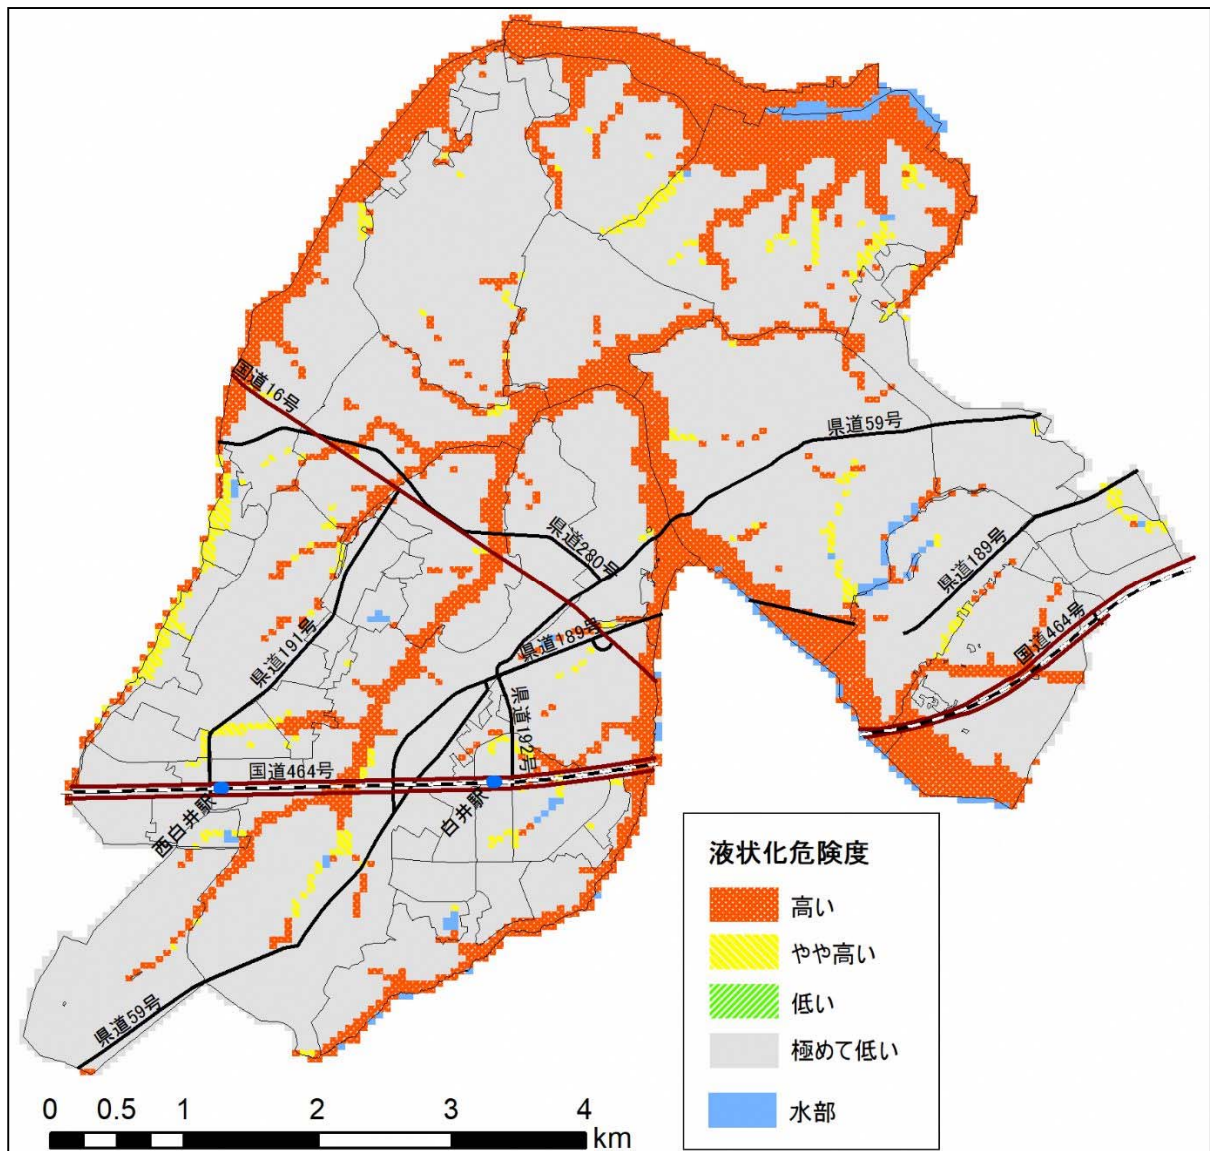 国道16号
県道59号
県道280号
県道189号
県道189号
県道191号
県道192号
国道464号
国道464号
西白井駅
白井駅
県道59号
液状化危険度
高い
やや高い
低い
極めて低い
水部
0 0.5 1 2 3 4
km